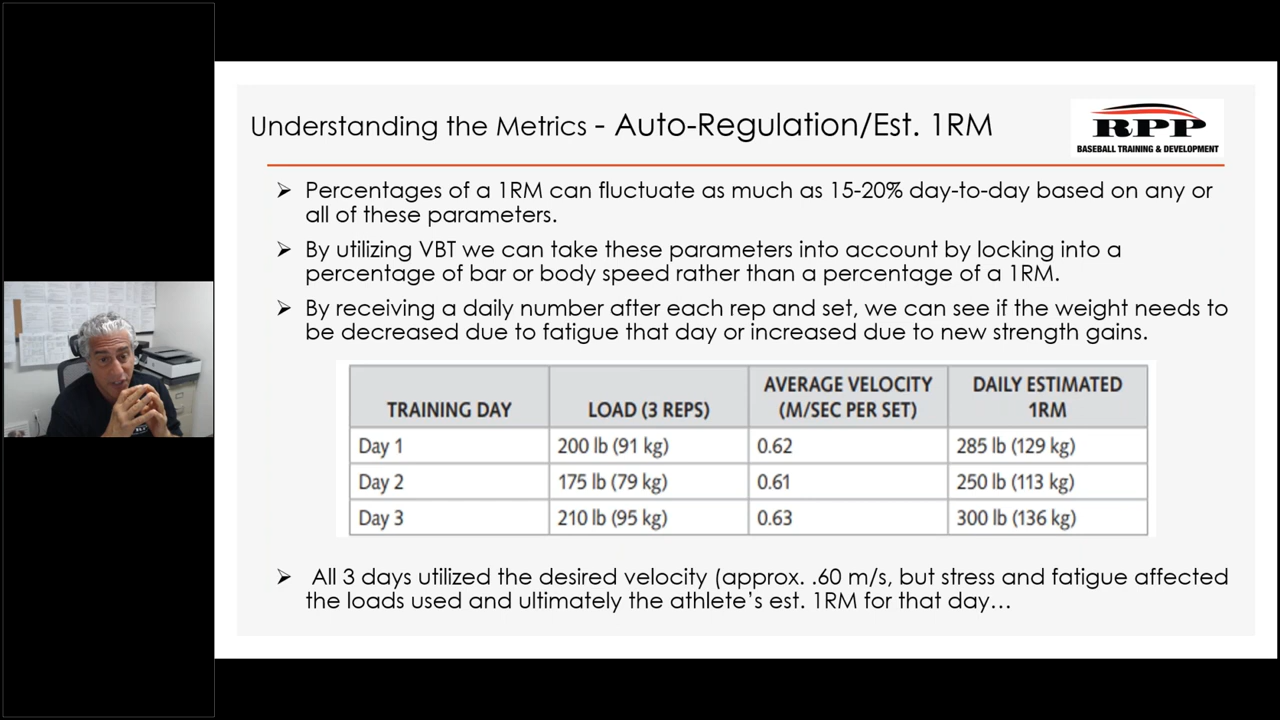 Understanding the Metrics - Auto-Regulation/Est. 1RM
RPP
BASEBALL TRAINING & DEVELOPMENT
➢ Percentages of a 1RM can fluctuate as much as 15-20% day-to-day based on any or
all of these parameters.
➢ By utilizing VBT we can take these parameters into account by locking into a
percentage of bar or body speed rather than a percentage of a 1RM.
➢ By receiving a daily number after each rep and set, we can see if the weight needs to
be decreased due to fatigue that day or increased due to new strength gains.
TRAINING DAY LOAD (3 REPS) AVERAGE VELOCITY (M/SEC PER SET) DAILY ESTIMATED 1RM
Day 1 200 lb (91 kg) 0.62 285 lb (129 kg)
Day 2 175 lb (79 kg) 0.61 250 lb (113 kg)
Day 3 210 lb (95 kg) 0.63 300 lb (136 kg)
➢ All 3 days utilized the desired velocity (approx. .60 m/s, but stress and fatigue affected
the loads used and ultimately the athlete's est. 1RM for that day…